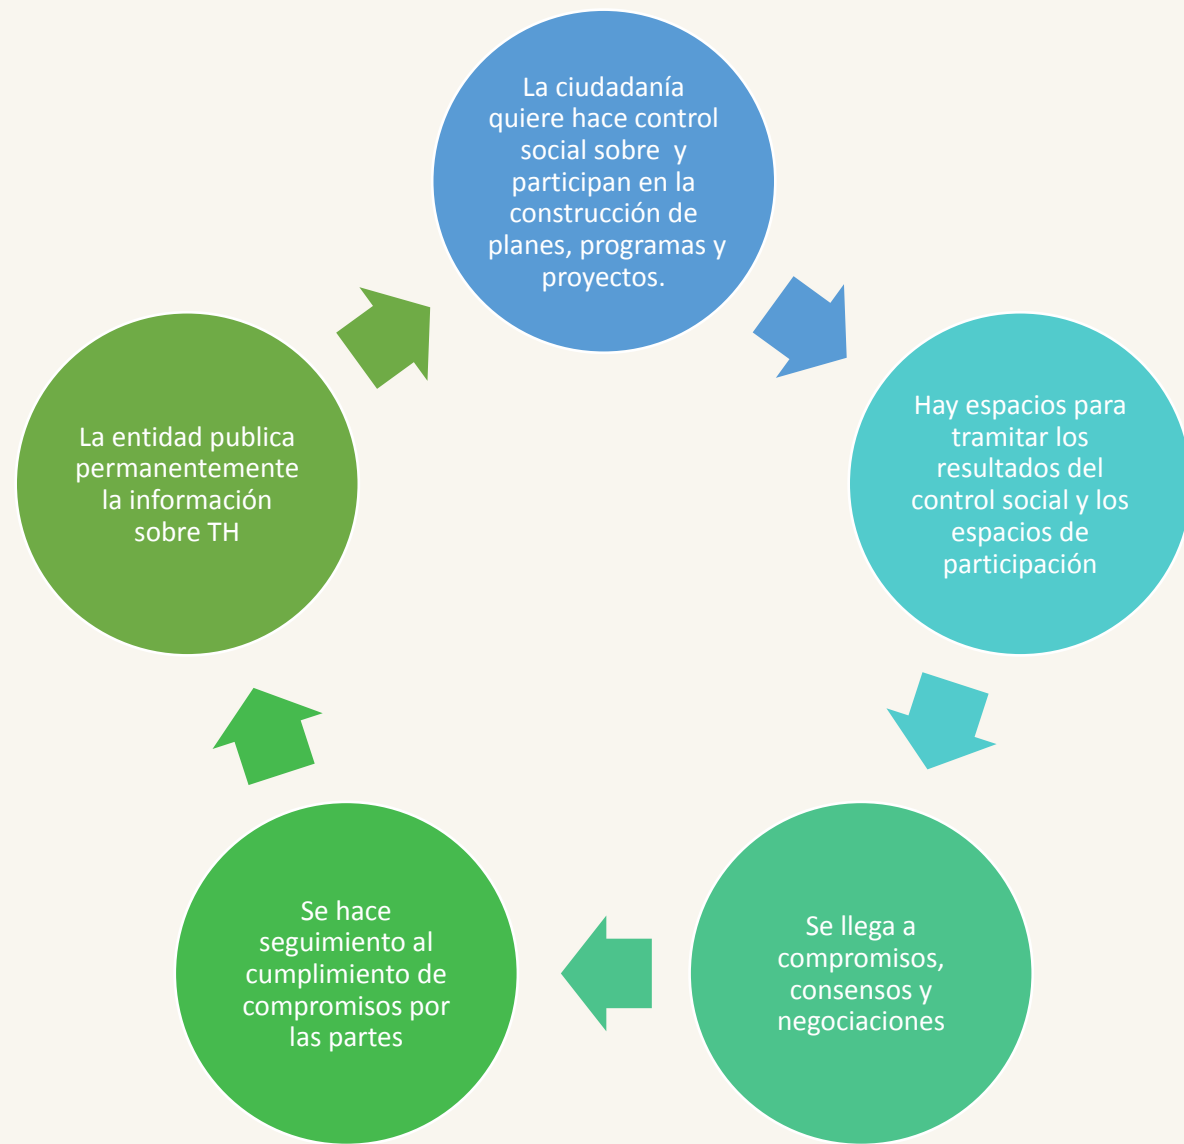 La ciudadanía
quiere hace control
social sobre  y
participan en la
construcción de
planes, programas y
proyectos.
Hay espacios para
tramitar los
resultados del
control social y los
espacios de
participación
Se llega a
compromisos,
consensos y
negociaciones
Se hace
seguimiento al
cumplimiento de
compromisos por
las partes
La entidad publica
permanentemente
la información
sobre TH